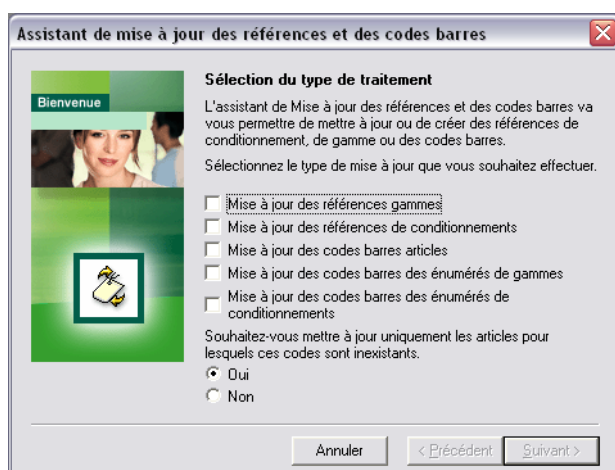 Assistant de mise à jour des références et des codes barres
Bienvenue
Sélection du type de traitement
L'assistant de Mise à jour des références et des codes barres va
vous permettre de mettre à jour ou de créer des références de
conditionnement, de gamme ou des codes barres.
Sélectionnez le type de mise à jour que vous souhaitez effectuer.
Mise à jour des références gammes
Mise à jour des références de conditionnements
Mise à jour des codes barres articles
Mise à jour des codes barres des énumérés de gammes
Mise à jour des codes barres des énumérés de
conditionnements
Souhaitez-vous mettre à jour uniquement les articles pour
lesquels ces codes sont inexistants.
Oui
Non
Annuler
< Précédent
Suivant >